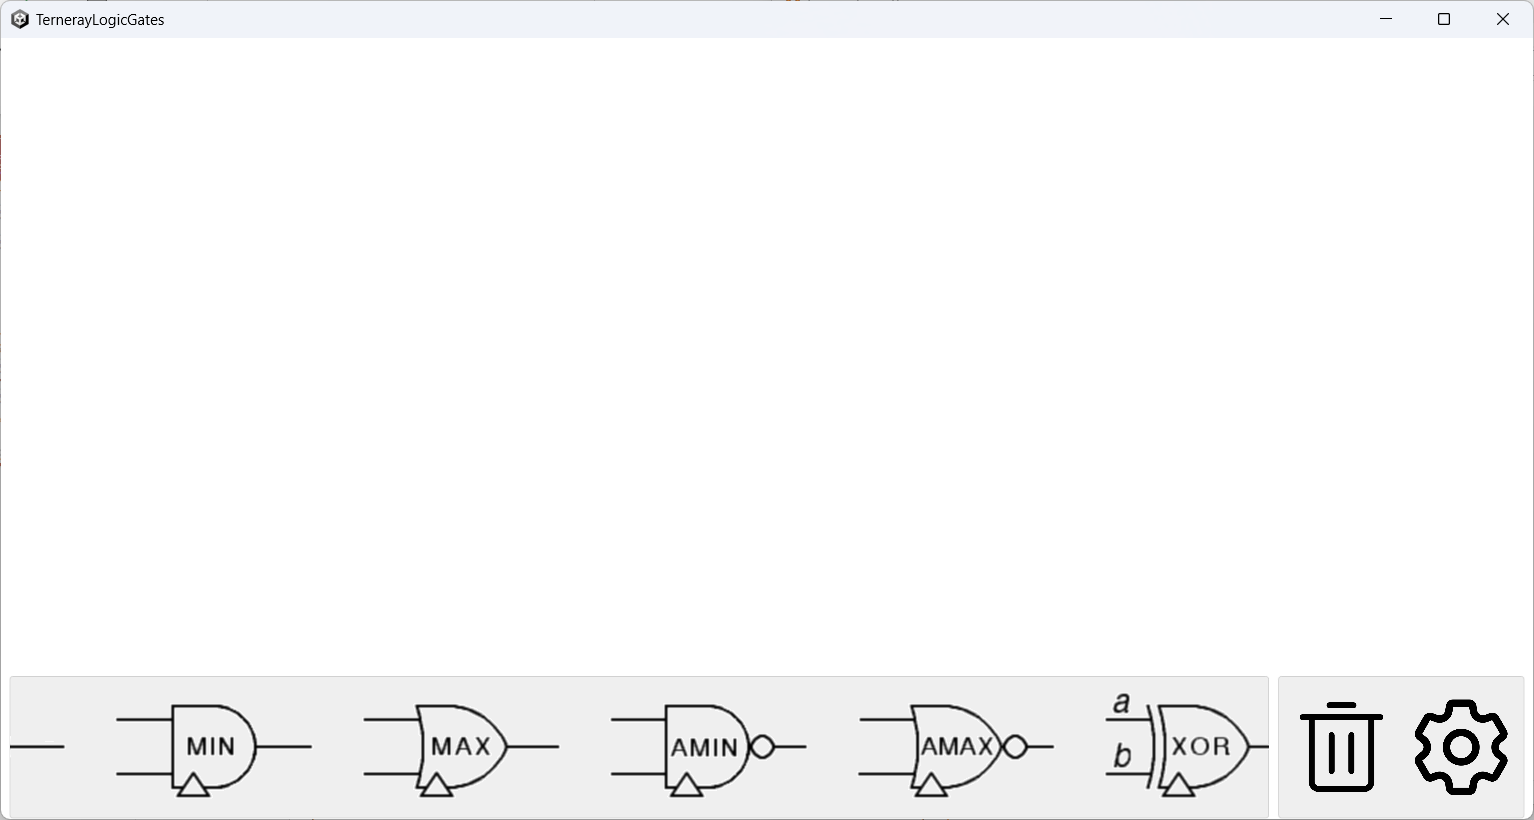 TernerayLogicGates
MIN
MAX
AMIN
AMAX
a
b
XOR